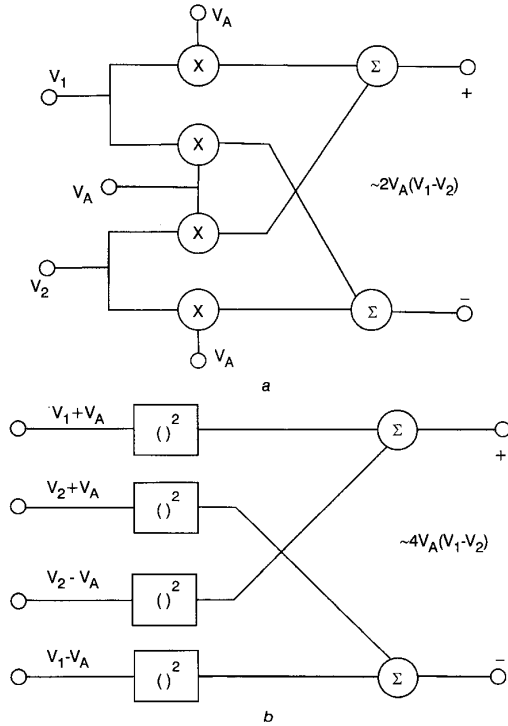 V_A
V_1
X
Σ
+
X
V_A
~2V_A(V_1-V_2)
X
V_2
X
Σ
−
V_A
a
V_1+V_A
()^2
Σ
+
V_2+V_A
()^2
~4V_A(V_1-V_2)
V_2-V_A
()^2
V_1-V_A
()^2
Σ
−
b